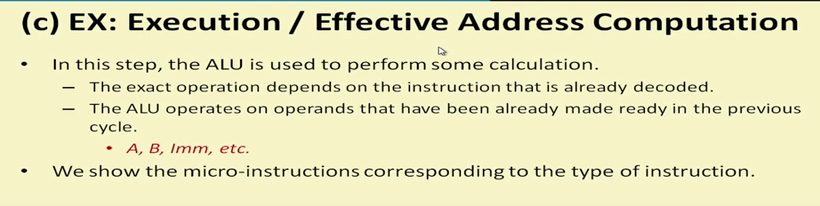 (c) EX: Execution / Effective Address Computation
• In this step, the ALU is used to perform some calculation.
– The exact operation depends on the instruction that is already decoded.
– The ALU operates on operands that have been already made ready in the previous
cycle.
• A, B, Imm, etc.
• We show the micro-instructions corresponding to the type of instruction.